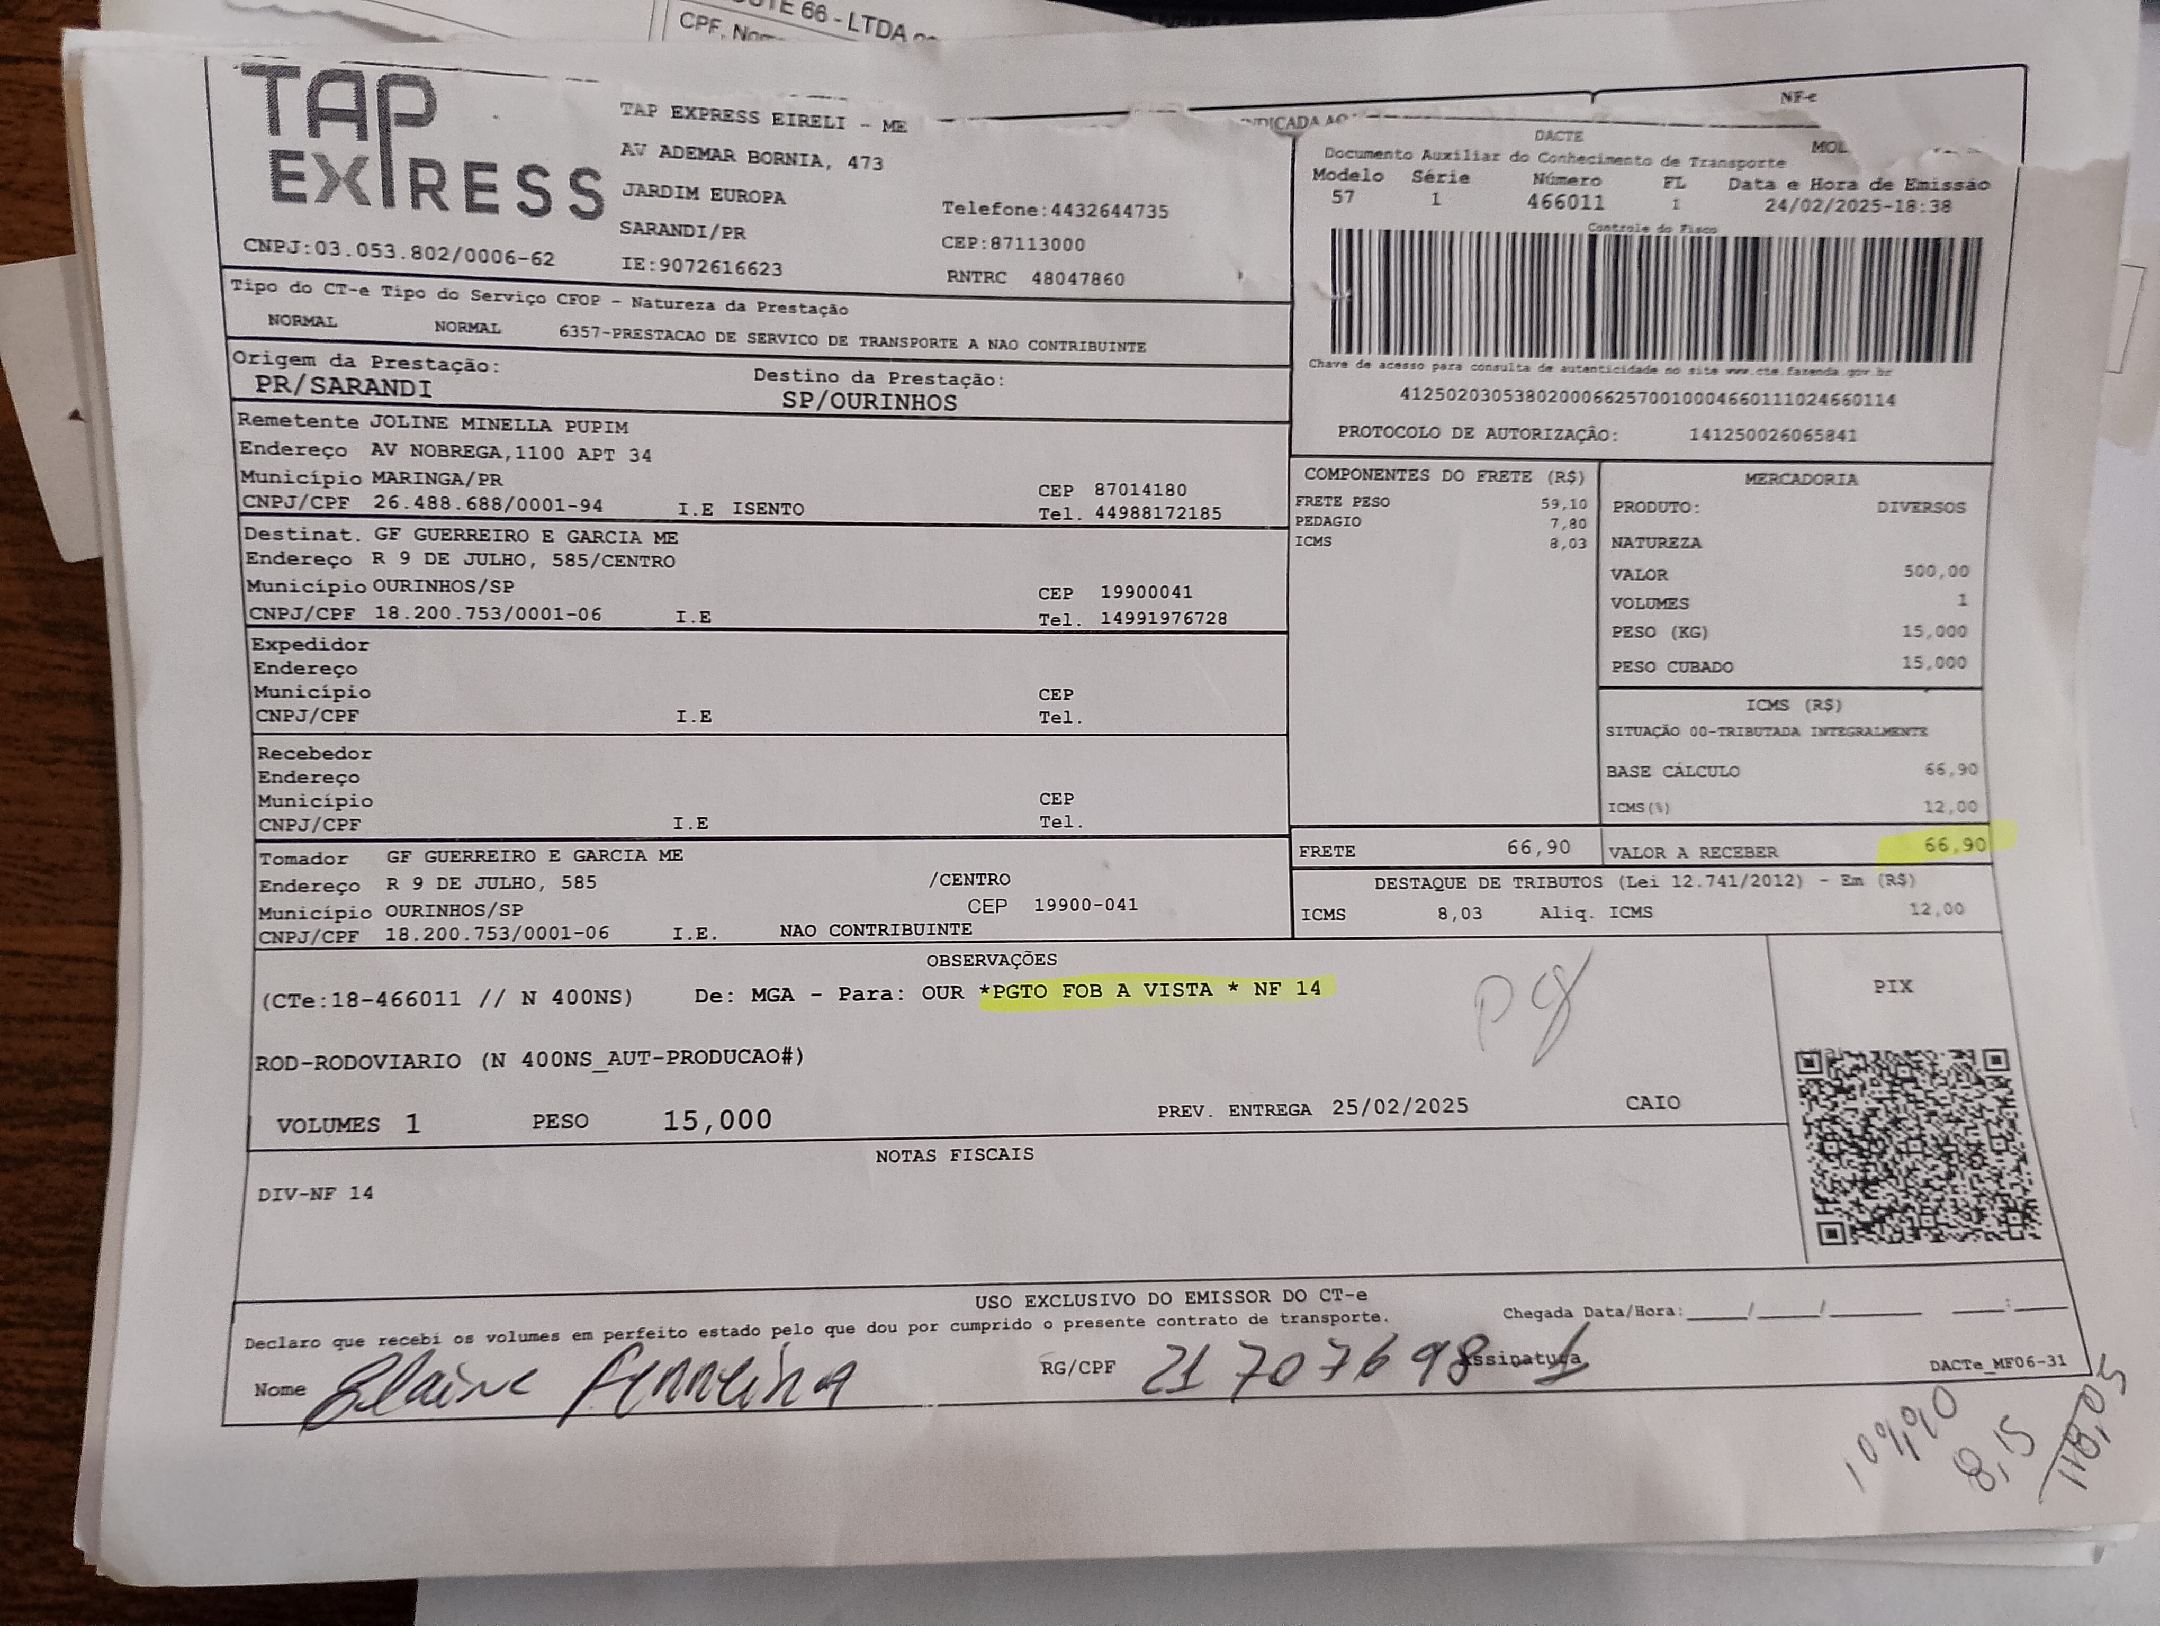 UTE 66 - LTDA
CPF, Nom
TAP
EXPRESS
TAP EXPRESS EIRELI - ME
AV ADEMAR BORNIA, 473
JARDIM EUROPA
SARANDI/PR
Telefone:4432644735
CEP:87113000
CNPJ:03.053.802/0006-62
IE:9072616623
RNTRC 48047860
NF-e
INDICADA AO
DACTE
MOL
Documento Auxiliar do Conhecimento de Transporte
Modelo Série Número FL Data e Hora de Emissão
57 1 466011 1 24/02/2025-18:38
Controle do Fisco
Chave de acesso para consulta de autenticidade no site www.cte.fazenda.gov.br
41250203053802000662570010004660111024660114
PROTOCOLO DE AUTORIZAÇÃO: 141250026065841
Tipo do CT-e Tipo do Serviço CFOP - Natureza da Prestação
NORMAL NORMAL 6357-PRESTACAO DE SERVICO DE TRANSPORTE A NAO CONTRIBUINTE
Origem da Prestação: Destino da Prestação:
PR/SARANDI SP/OURINHOS
Remetente JOLINE MINELLA PUPIM
Endereço AV NOBREGA,1100 APT 34
Município MARINGA/PR CEP 87014180
CNPJ/CPF 26.488.688/0001-94 I.E ISENTO Tel. 44988172185
Destinat. GF GUERREIRO E GARCIA ME
Endereço R 9 DE JULHO, 585/CENTRO
Município OURINHOS/SP CEP 19900041
CNPJ/CPF 18.200.753/0001-06 I.E Tel. 14991976728
Expedidor
Endereço
Município CEP
CNPJ/CPF I.E Tel.
Recebedor
Endereço
Município CEP
CNPJ/CPF I.E Tel.
Tomador GF GUERREIRO E GARCIA ME
Endereço R 9 DE JULHO, 585 /CENTRO
Município OURINHOS/SP CEP 19900-041
CNPJ/CPF 18.200.753/0001-06 I.E. NAO CONTRIBUINTE
COMPONENTES DO FRETE (R$)
FRETE PESO 59,10
PEDAGIO 7,80
ICMS 8,03
MERCADORIA
PRODUTO: DIVERSOS
NATUREZA
VALOR 500,00
VOLUMES 1
PESO (KG) 15,000
PESO CUBADO 15,000
ICMS (R$)
SITUAÇÃO 00-TRIBUTADA INTEGRALMENTE
BASE CÁLCULO 66,90
ICMS(%) 12,00
FRETE 66,90 VALOR A RECEBER 66,90
DESTAQUE DE TRIBUTOS (Lei 12.741/2012) - Em (R$)
ICMS 8,03 Aliq. ICMS 12,00
OBSERVAÇÕES
(CTe:18-466011 // N 400NS) De: MGA - Para: OUR *PGTO FOB A VISTA * NF 14
Pg
PIX
ROD-RODOVIARIO (N 400NS_AUT-PRODUCAO#)
VOLUMES 1 PESO 15,000 PREV. ENTREGA 25/02/2025 CAIO
NOTAS FISCAIS
DIV-NF 14
USO EXCLUSIVO DO EMISSOR DO CT-e
Declaro que recebi os volumes em perfeito estado pelo que dou por cumprido o presente contrato de transporte. Chegada Data/Hora:____/____/______ ___:___
Nome Elaine Ferreira RG/CPF 21707698-1 Assinatura DACTe_MF06-31
109,90
8,15
118,05